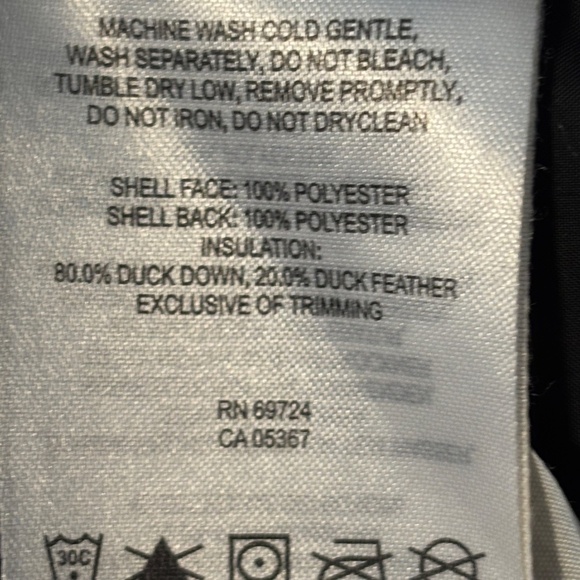 MACHINE WASH COLD GENTLE,
WASH SEPARATELY, DO NOT BLEACH,
TUMBLE DRY LOW, REMOVE PROMPTLY,
DO NOT IRON, DO NOT DRYCLEAN
SHELL FACE: 100% POLYESTER
SHELL BACK: 100% POLYESTER
INSULATION:
80.0% DUCK DOWN, 20.0% DUCK FEATHER
EXCLUSIVE OF TRIMMING
RN 69724
CA 05367
30C